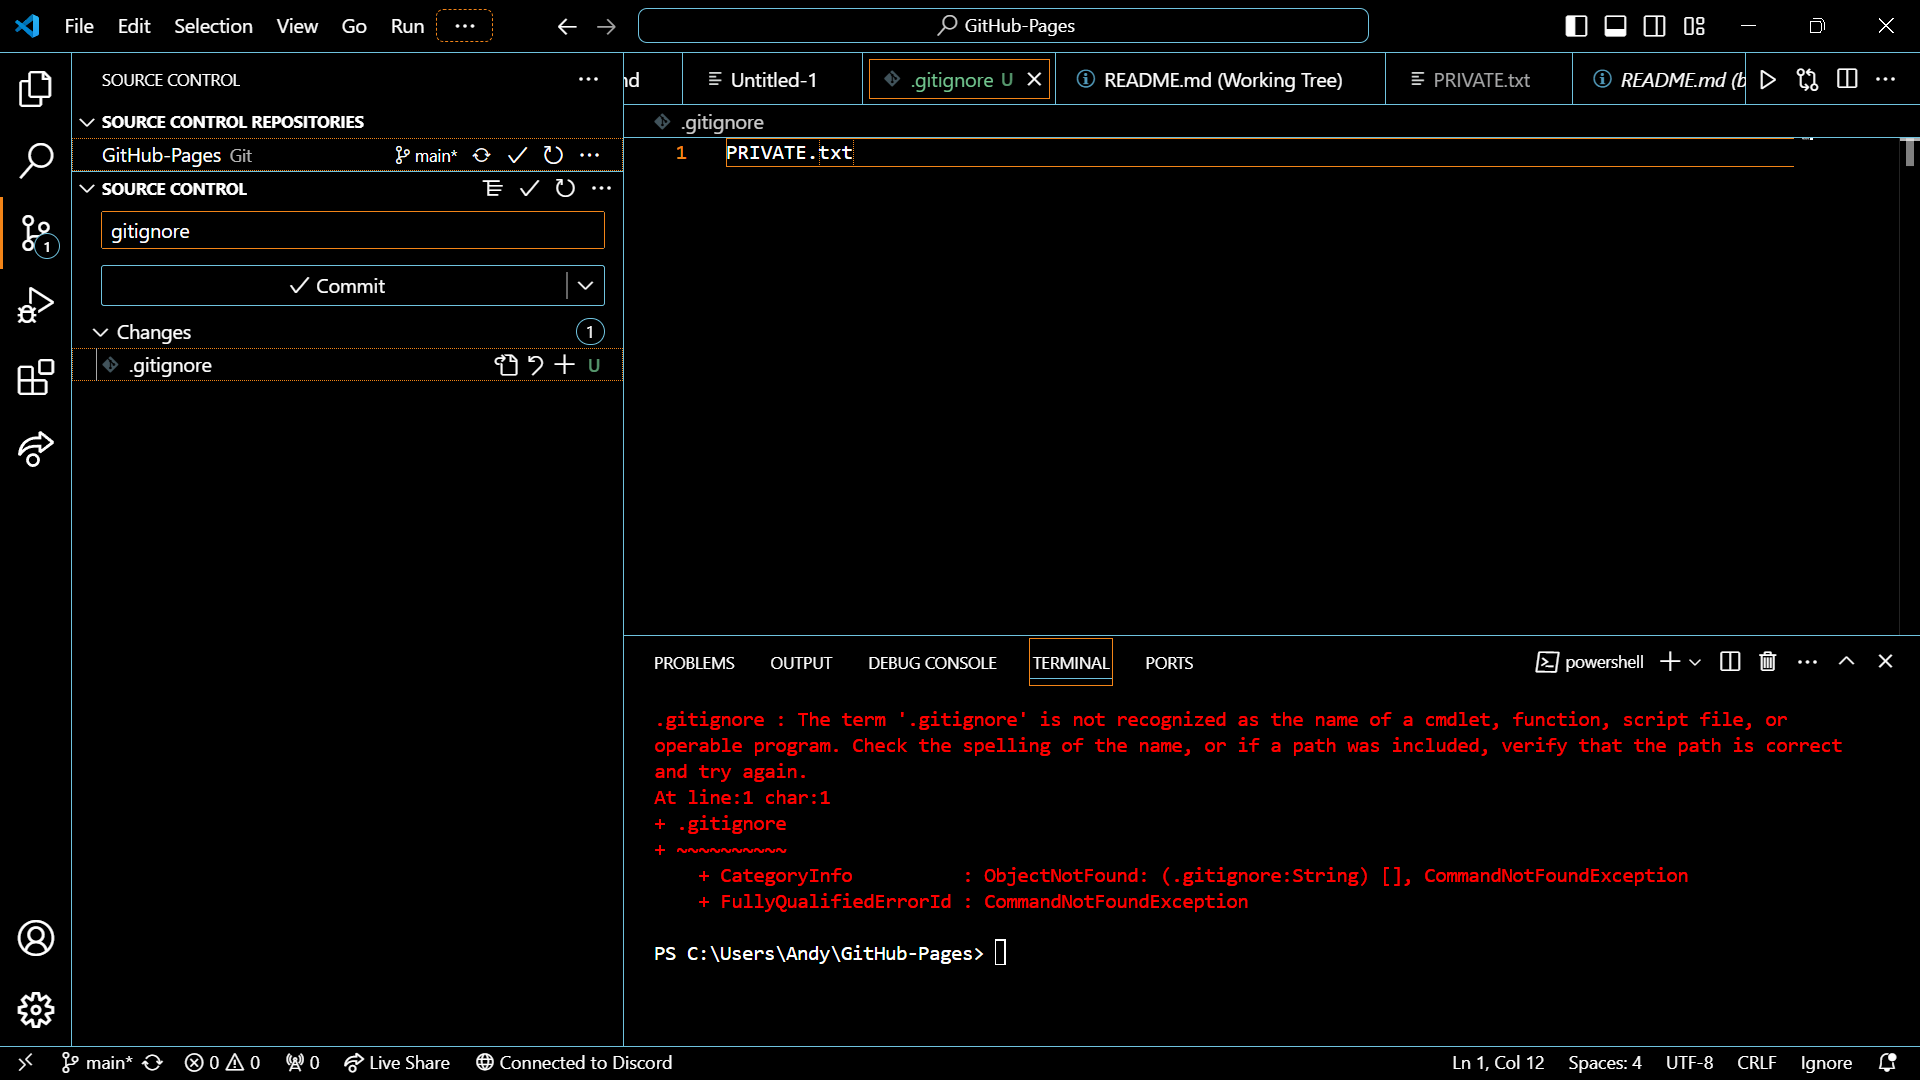 File Edit Selection View Go Run ... GitHub-Pages
SOURCE CONTROL
SOURCE CONTROL REPOSITORIES
GitHub-Pages Git main*
SOURCE CONTROL
gitignore
Commit
Changes 1
.gitignore U
1
nd Untitled-1 .gitignore U README.md (Working Tree) PRIVATE.txt README.md (b
.gitignore
1 PRIVATE.txt
PROBLEMS OUTPUT DEBUG CONSOLE TERMINAL PORTS powershell
.gitignore : The term '.gitignore' is not recognized as the name of a cmdlet, function, script file, or
operable program. Check the spelling of the name, or if a path was included, verify that the path is correct
and try again.
At line:1 char:1
+ .gitignore
+ ~~~~~~~~~~
+ CategoryInfo : ObjectNotFound: (.gitignore:String) [], CommandNotFoundException
+ FullyQualifiedErrorId : CommandNotFoundException
PS C:\Users\Andy\GitHub-Pages>
main* 0 0 0 Live Share Connected to Discord Ln 1, Col 12 Spaces: 4 UTF-8 CRLF Ignore